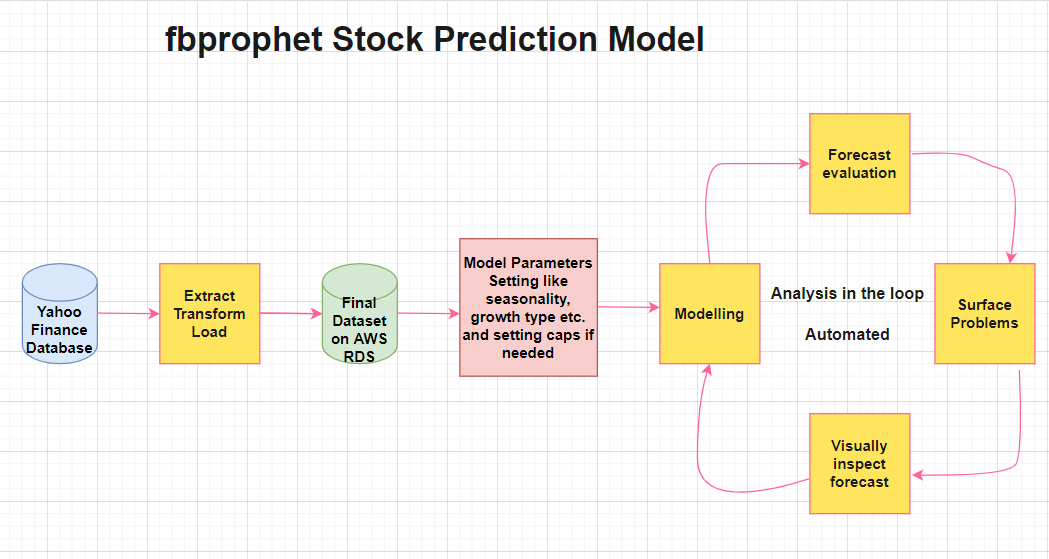 fbprophet Stock Prediction Model
Yahoo
Finance
Database
Extract
Transform
Load
Final
Dataset
on AWS
RDS
Model Parameters
Setting like
seasonality,
growth type etc.
and setting caps if
needed
Modelling
Forecast
evaluation
Analysis in the loop
Automated
Surface
Problems
Visually
inspect
forecast